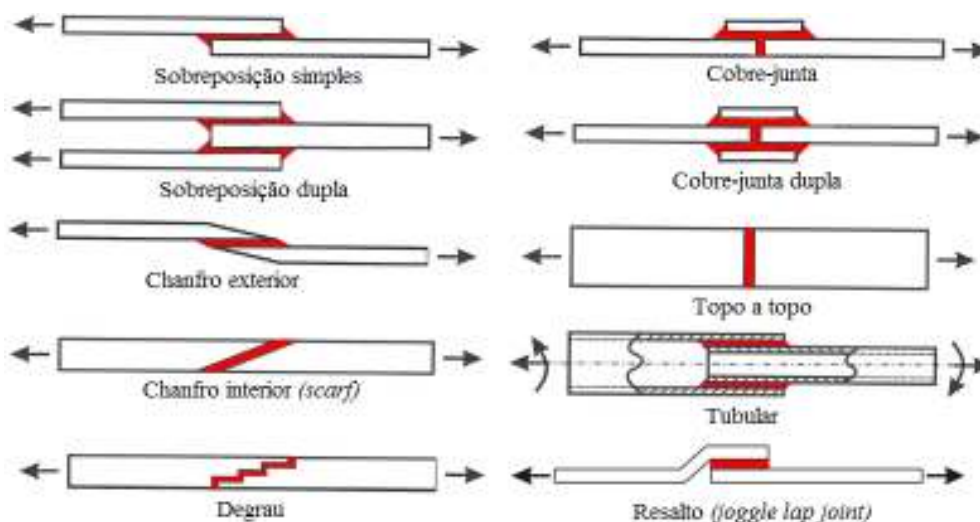 Sobreposição simples
Cobre-junta
Sobreposição dupla
Cobre-junta dupla
Chanfro exterior
Topo a topo
Chanfro interior (scarf)
Tubular
Degrau
Resalto (joggle lap joint)